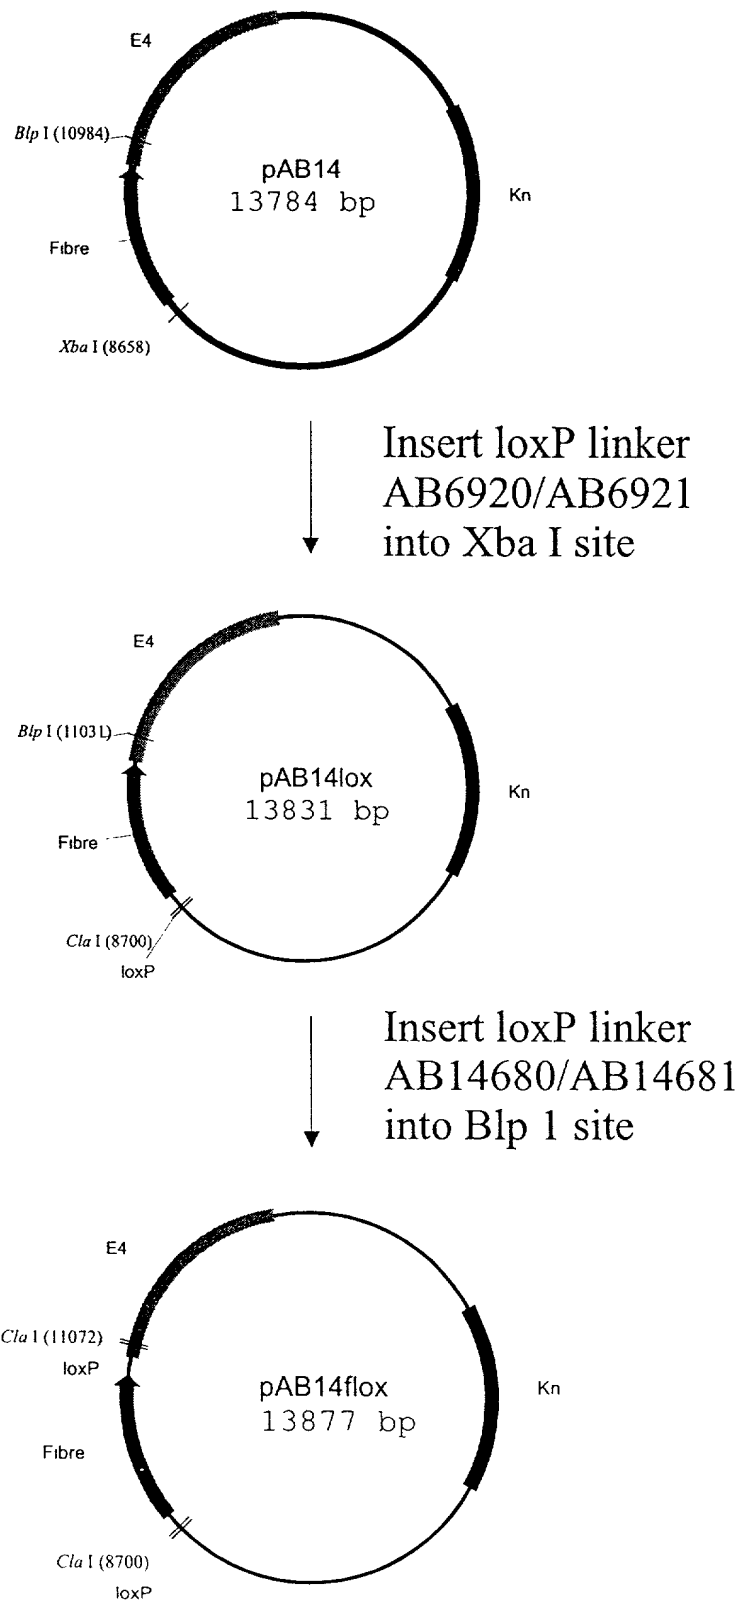 E4
Blp I (10984)
pAB14
13784 bp
Kn
Fibre
Xba I (8658)
Insert loxP linker
AB6920/AB6921
into Xba I site
E4
Blp I (11031)
pAB14lox
13831 bp
Kn
Fibre
Cla I (8700)
loxP
Insert loxP linker
AB14680/AB14681
into Blp 1 site
E4
Cla I (11072)
loxP
pAB14flox
13877 bp
Kn
Fibre
Cla I (8700)
loxP